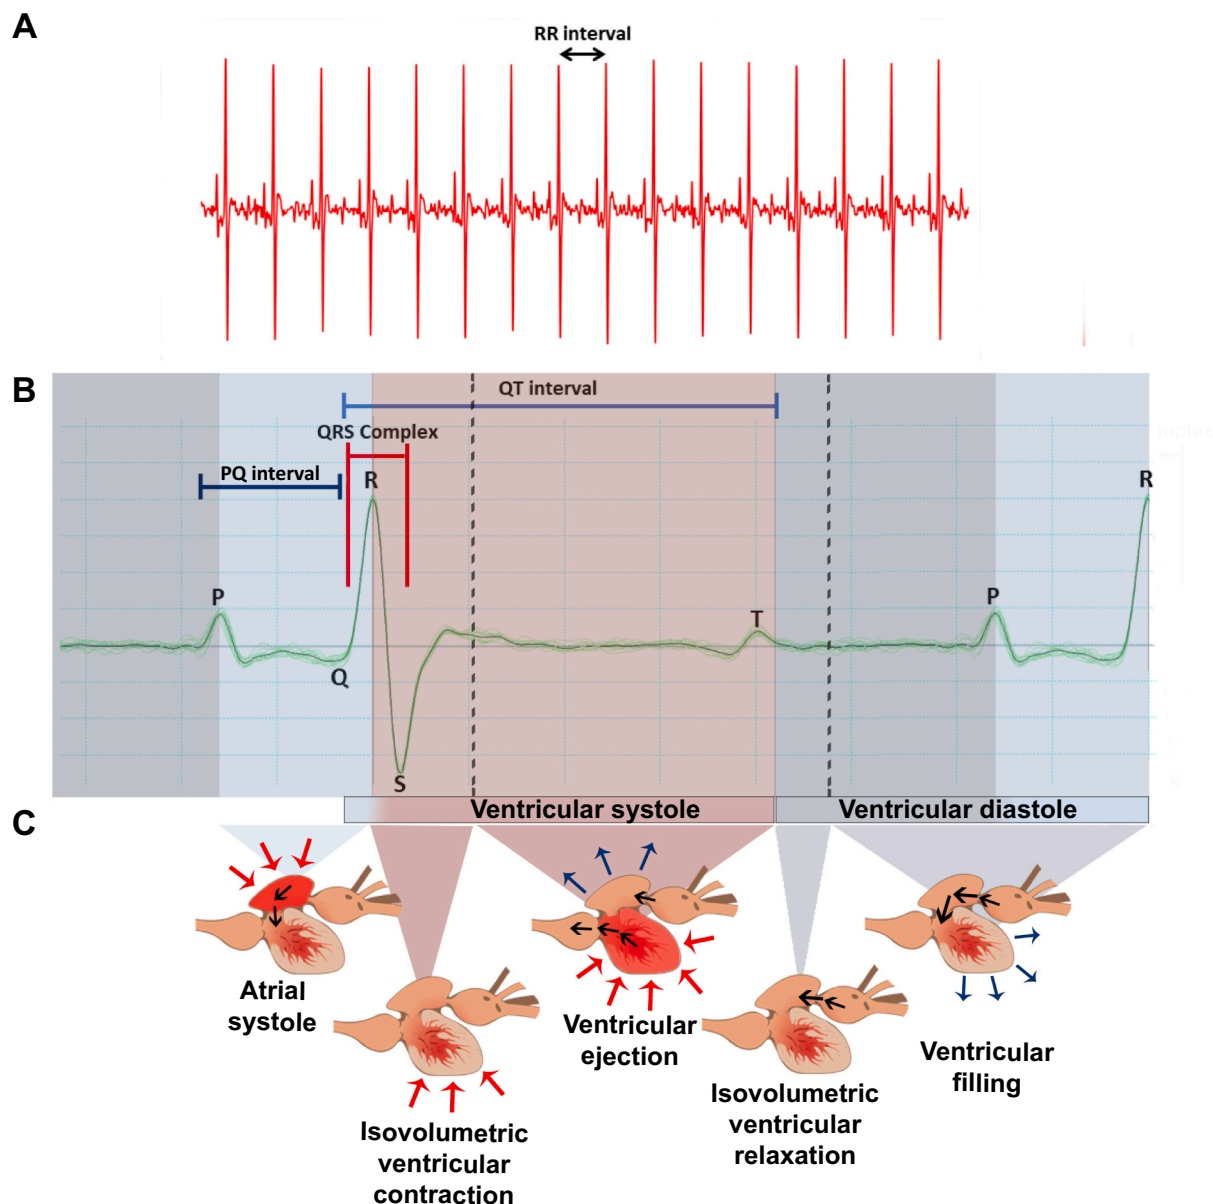 A
RR interval
B
QT interval
QRS Complex
PQ interval
R
R
P
P
T
Q
S
C
Ventricular systole
Ventricular diastole
Atrial
systole
Isovolumetric
ventricular
contraction
Ventricular
ejection
Isovolumetric
ventricular
relaxation
Ventricular
filling